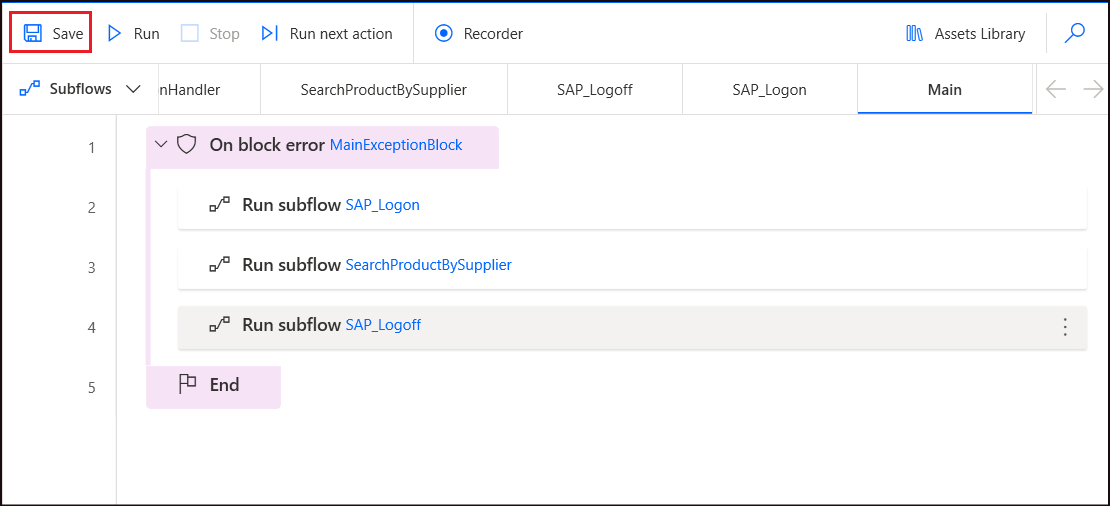 Save Run Stop Run next action Recorder Assets Library
Subflows nHandler SearchProductBySupplier SAP_Logoff SAP_Logon Main
1 On block error MainExceptionBlock
2 Run subflow SAP_Logon
3 Run subflow SearchProductBySupplier
4 Run subflow SAP_Logoff
5 End